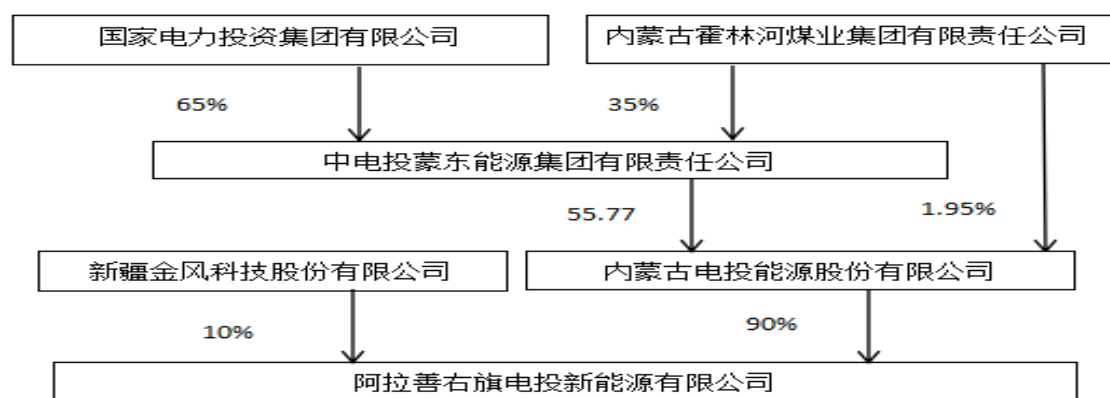 国家电力投资集团有限公司
内蒙古霍林河煤业集团有限责任公司
65%
35%
中电投蒙东能源集团有限责任公司
55.77
1.95%
新疆金风科技股份有限公司
内蒙古电投能源股份有限公司
10%
90%
阿拉善右旗电投新能源有限公司